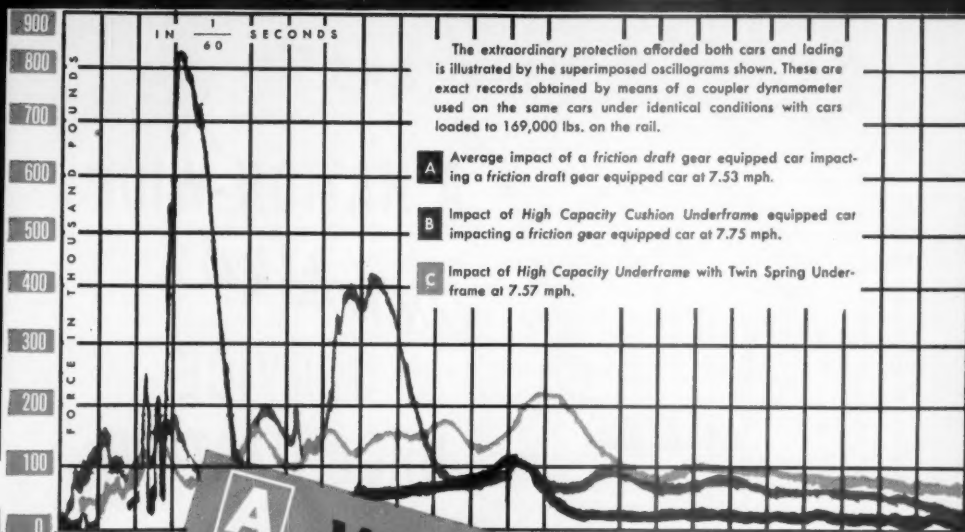 900
800
700
600
500
400
300
200
100
0
FORCE IN THOUSAND POUNDS
IN 1/60 SECONDS
The extraordinary protection afforded both cars and lading
is illustrated by the superimposed oscillograms shown. These are
exact records obtained by means of a coupler dynamometer
used on the same cars under identical conditions with cars
loaded to 169,000 lbs. on the rail.
A Average impact of a friction draft gear equipped car impact-
ing a friction draft gear equipped car at 7.53 mph.
B Impact of High Capacity Cushion Underframe equipped car
impacting a friction gear equipped car at 7.75 mph.
C Impact of High Capacity Underframe with Twin Spring Under-
frame at 7.57 mph.
A